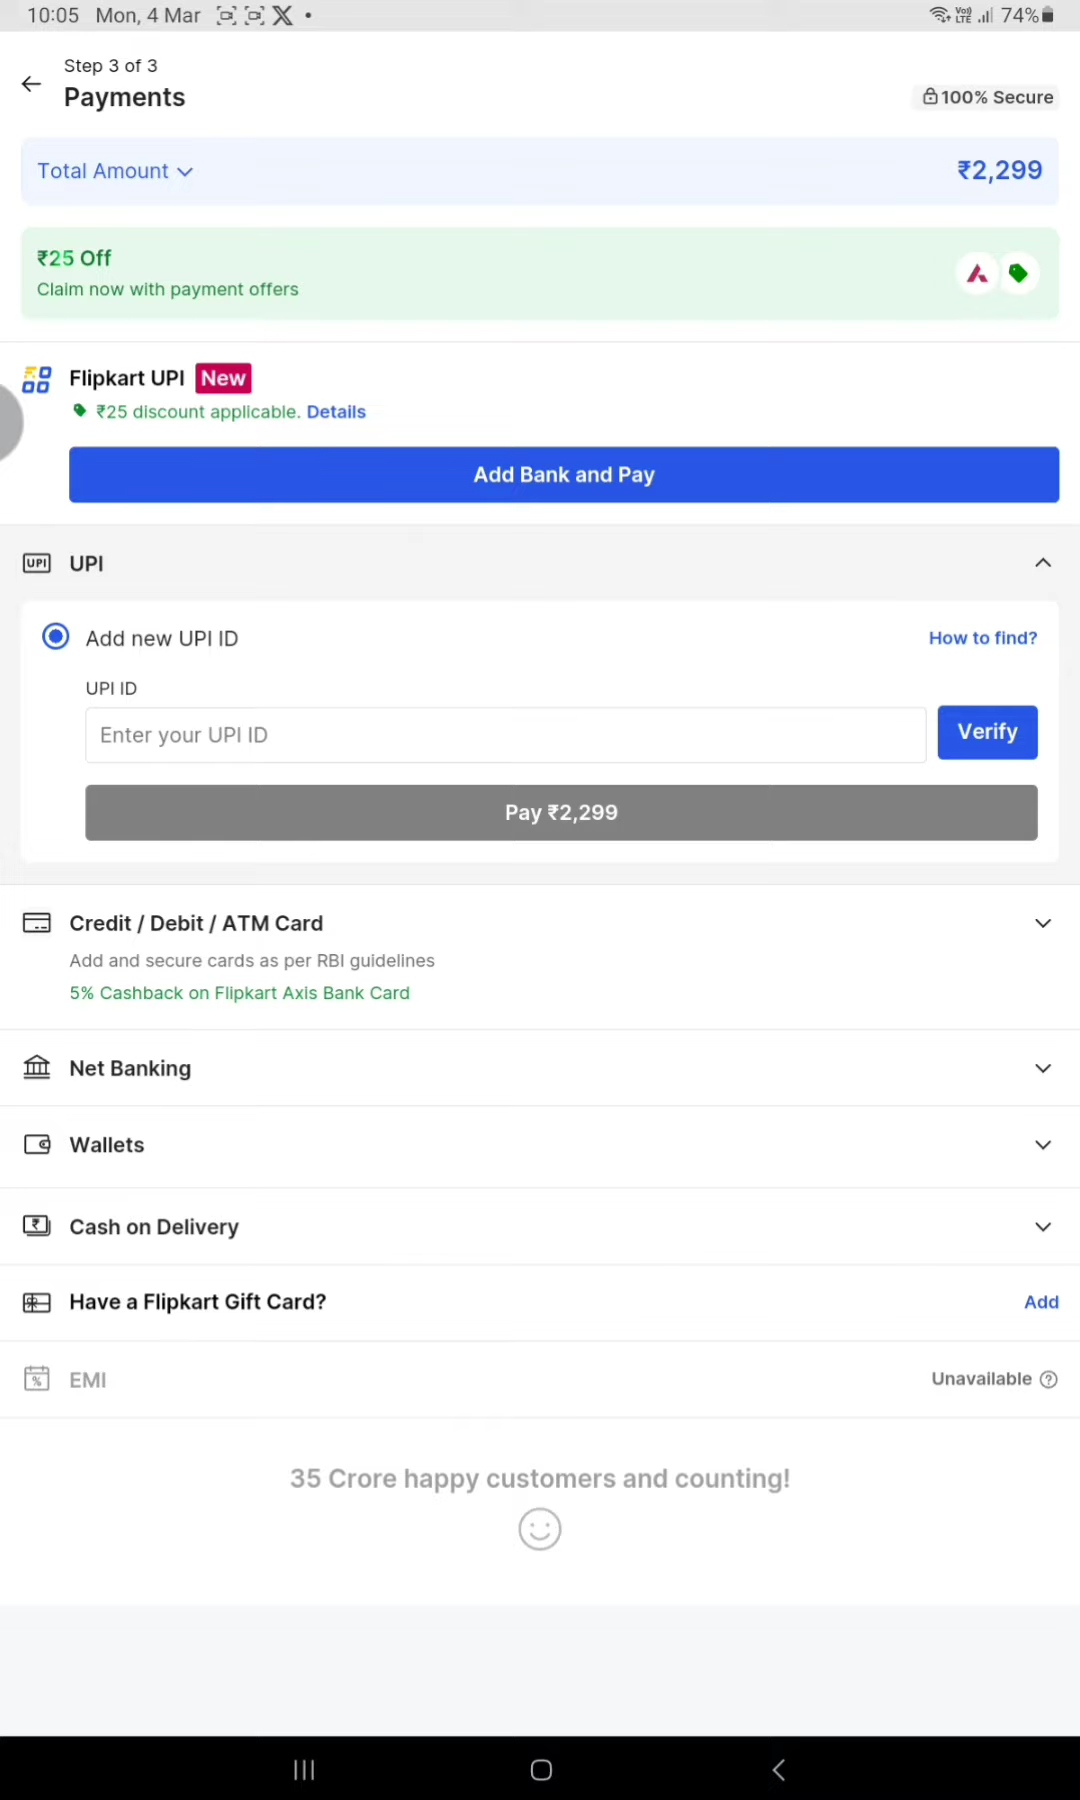 10:05 Mon, 4 Mar
Vo)) LTE 74%
Step 3 of 3
Payments
100% Secure
Total Amount
₹2,299
₹25 Off
Claim now with payment offers
Flipkart UPI New
₹25 discount applicable. Details
Add Bank and Pay
UPI UPI
Add new UPI ID
How to find?
UPI ID
Enter your UPI ID
Verify
Pay ₹2,299
Credit / Debit / ATM Card
Add and secure cards as per RBI guidelines
5% Cashback on Flipkart Axis Bank Card
Net Banking
Wallets
Cash on Delivery
Have a Flipkart Gift Card?
Add
EMI
Unavailable
35 Crore happy customers and counting!